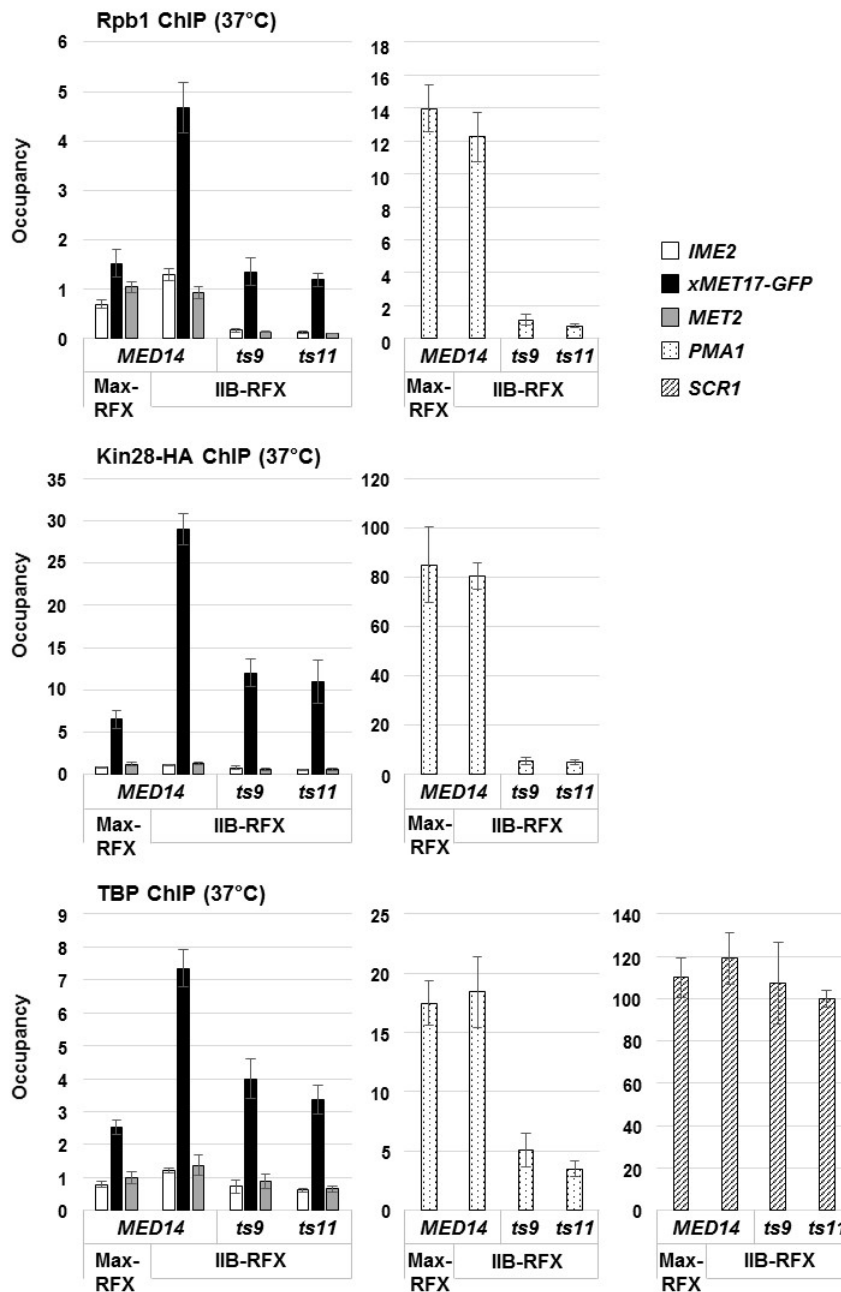 Rpb1 ChIP (37°C)
Occupancy
6
5
4
3
2
1
0
MED14 ts9 ts11
Max-RFX IIB-RFX
18
16
14
12
10
8
6
4
2
0
MED14 ts9 ts11
Max-RFX IIB-RFX
IME2
xMET17-GFP
MET2
PMA1
SCR1
Kin28-HA ChIP (37°C)
Occupancy
35
30
25
20
15
10
5
0
MED14 ts9 ts11
Max-RFX IIB-RFX
120
100
80
60
40
20
0
MED14 ts9 ts11
Max-RFX IIB-RFX
TBP ChIP (37°C)
Occupancy
9
8
7
6
5
4
3
2
1
0
MED14 ts9 ts11
Max-RFX IIB-RFX
25
20
15
10
5
0
MED14 ts9 ts11
Max-RFX IIB-RFX
140
120
100
80
60
40
20
0
MED14 ts9 ts11
Max-RFX IIB-RFX